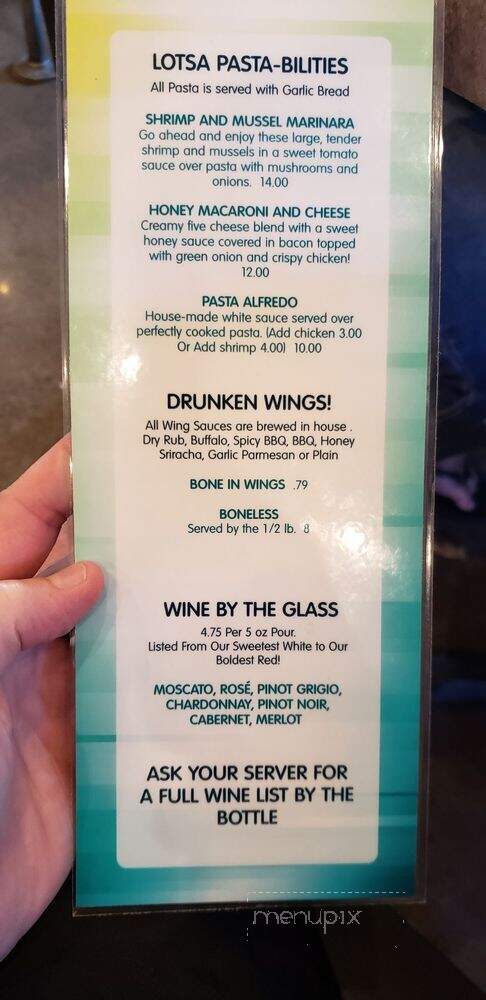 LOTSA PASTA-BILITIES
All Pasta is served with Garlic Bread
SHRIMP AND MUSSEL MARINARA
Go ahead and enjoy these large, tender
shrimp and mussels in a sweet tomato
sauce over pasta with mushrooms and
onions. 14.00
HONEY MACARONI AND CHEESE
Creamy five cheese blend with a sweet
honey sauce covered in bacon topped
with green onion and crispy chicken!
12.00
PASTA ALFREDO
House-made white sauce served over
perfectly cooked pasta. (Add chicken 3.00
Or Add shrimp 4.00) 10.00
DRUNKEN WINGS!
All Wing Sauces are brewed in house .
Dry Rub, Buffalo, Spicy BBQ, BBQ, Honey
Sriracha, Garlic Parmesan or Plain
BONE IN WINGS .79
BONELESS
Served by the 1/2 lb. 8
WINE BY THE GLASS
4.75 Per 5 oz Pour.
Listed From Our Sweetest White to Our
Boldest Red!
MOSCATO, ROSÉ, PINOT GRIGIO,
CHARDONNAY, PINOT NOIR,
CABERNET, MERLOT
ASK YOUR SERVER FOR
A FULL WINE LIST BY THE
BOTTLE
menupix